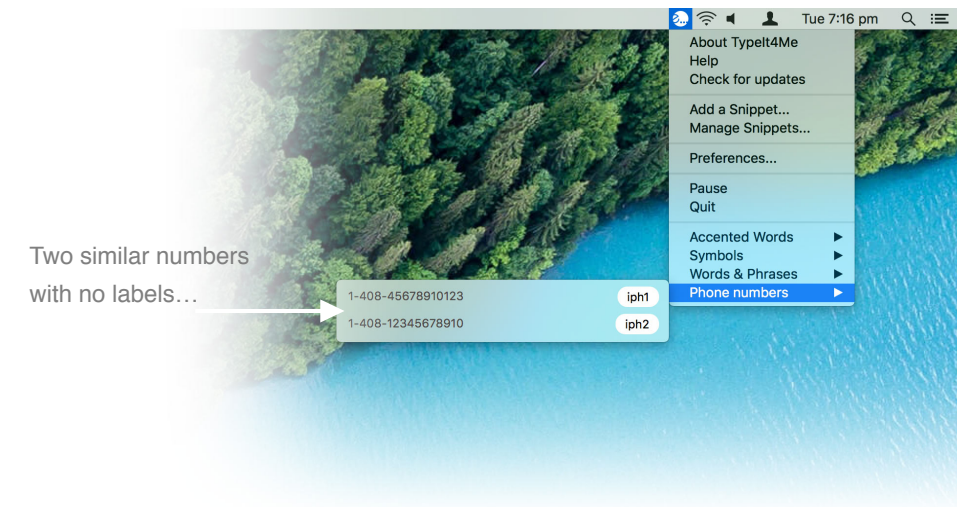 Tue 7:16 pm
About TypeIt4Me
Help
Check for updates
Add a Snippet...
Manage Snippets...
Preferences...
Pause
Quit
Accented Words
Symbols
Words & Phrases
Phone numbers
Two similar numbers
with no labels…
1-408-45678910123 iph1
1-408-12345678910 iph2